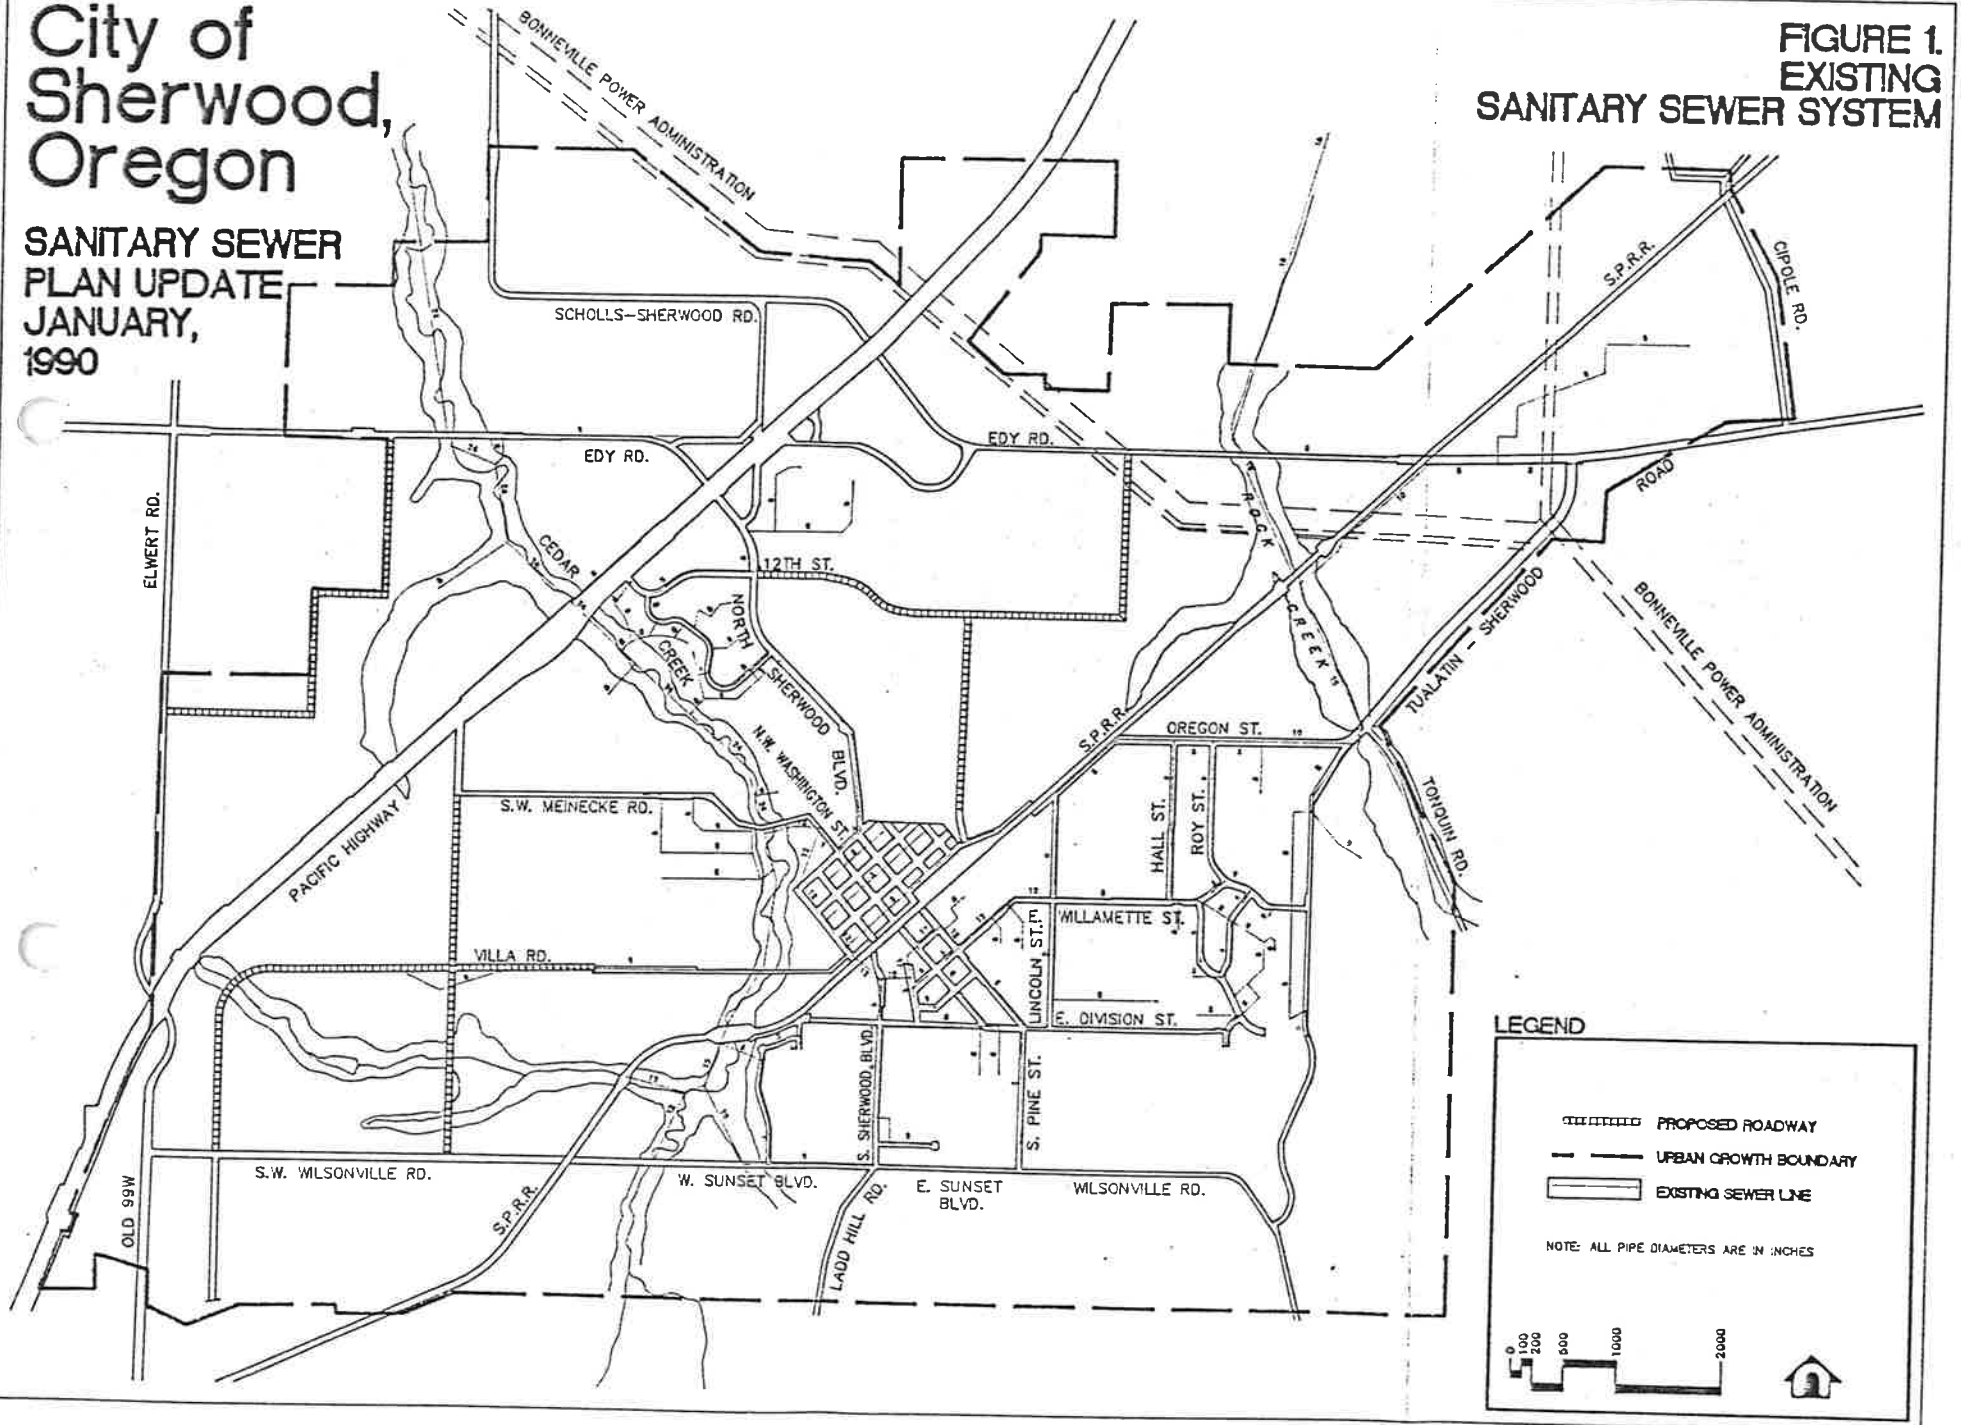 City of
Sherwood,
Oregon
SANITARY SEWER
PLAN UPDATE
JANUARY,
1990
FIGURE 1.
EXISTING
SANITARY SEWER SYSTEM
BONNEVILLE POWER ADMINISTRATION
SCHOLLS-SHERWOOD RD.
S.P.R.R.
CIPOLE RD.
EDY RD.
EDY RD.
ROAD
ELWERT RD.
CEDAR
CREEK
12TH ST.
NORTH
SHERWOOD
BLVD.
ROCK
CREEK
TUALATIN - SHERWOOD
BONNEVILLE POWER ADMINISTRATION
N.W. WASHINGTON ST.
S.P.R.R.
OREGON ST.
TONQUIN RD.
S.W. MEINECKE RD.
PACIFIC HIGHWAY
HALL ST.
ROY ST.
E. WILLAMETTE ST.
VILLA RD.
LINCOLN ST.
E. DIVISION ST.
S. SHERWOOD BLVD.
S. PINE ST.
S.W. WILSONVILLE RD.
W. SUNSET BLVD.
E. SUNSET
BLVD.
WILSONVILLE RD.
OLD 99W
S.P.R.R.
LADD HILL RD.
LEGEND
PROPOSED ROADWAY
URBAN GROWTH BOUNDARY
EXISTING SEWER LINE
NOTE: ALL PIPE DIAMETERS ARE IN INCHES
0 100 200 500 1000 2000